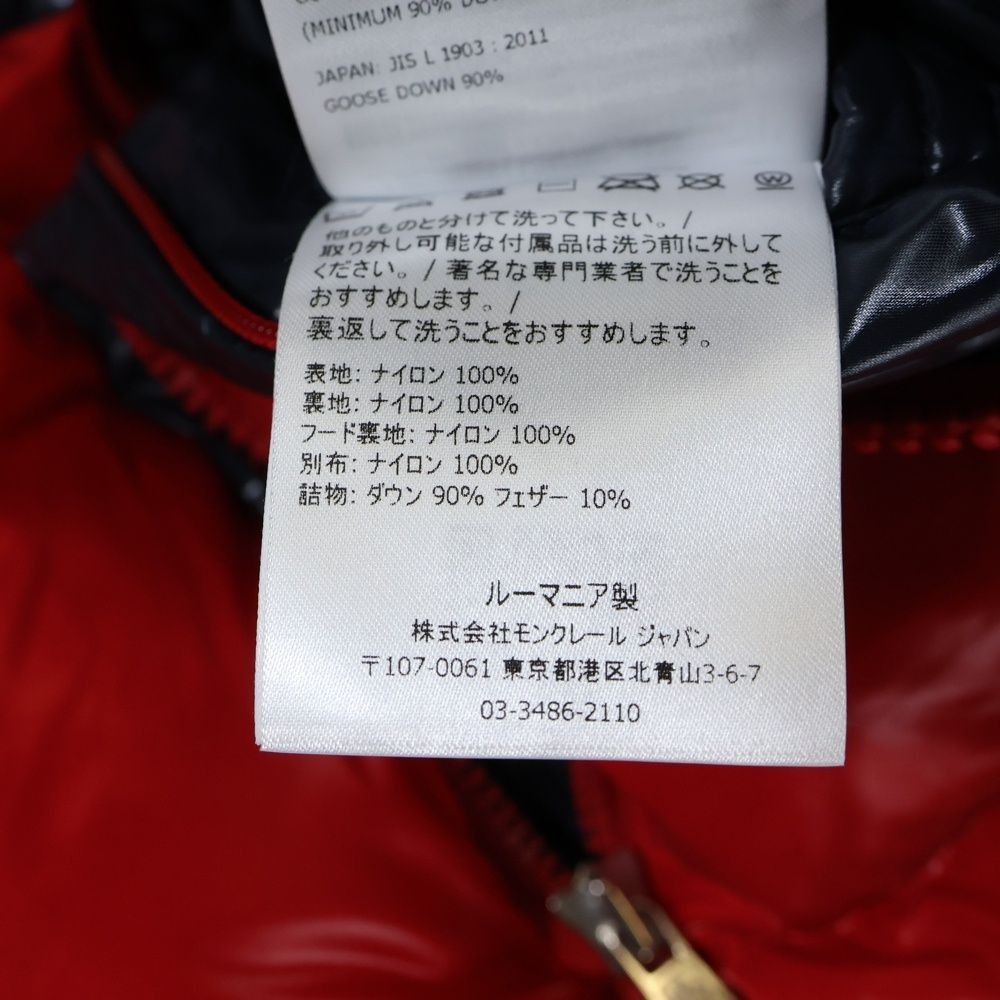 (MINIMUM 90% DOWN
JAPAN: JIS L 1903 : 2011
GOOSE DOWN 90%
他のものと分けて洗って下さい。/
取り外し可能な付属品は洗う前に外して
ください。/ 著名な専門業者で洗うことを
おすすめします。/
裏返して洗うことをおすすめします。
表地: ナイロン 100%
裏地: ナイロン 100%
フード裏地: ナイロン 100%
別布: ナイロン 100%
詰物: ダウン 90% フェザー 10%
ルーマニア製
株式会社モンクレール ジャパン
〒107-0061 東京都港区北青山3-6-7
03-3486-2110